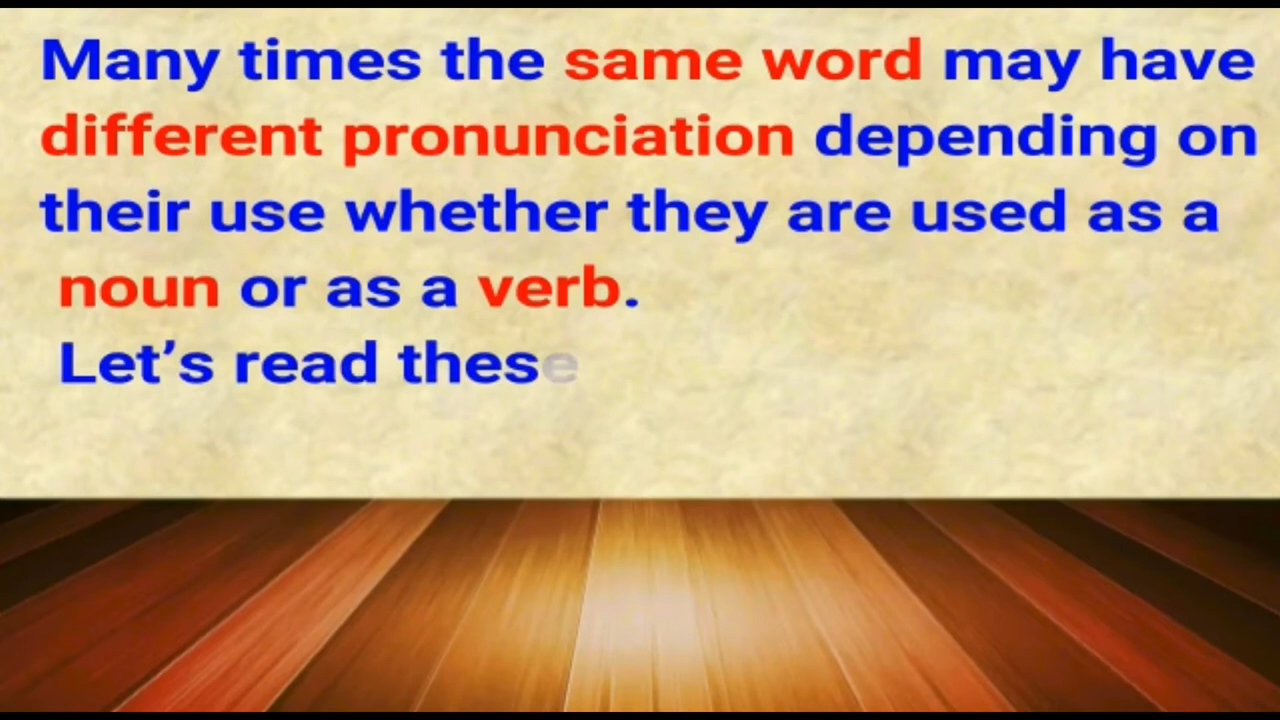 Many times the same word may have
different pronunciation depending on
their use whether they are used as a
noun or as a verb.
Let’s read these